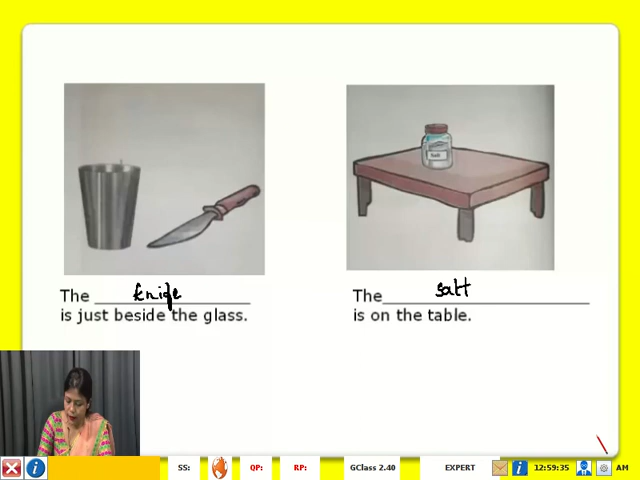 salt
The knife
is just beside the glass.
The salt
is on the table.
SS: QP: RP: GClass 2.40 EXPERT 12:59:35 AM